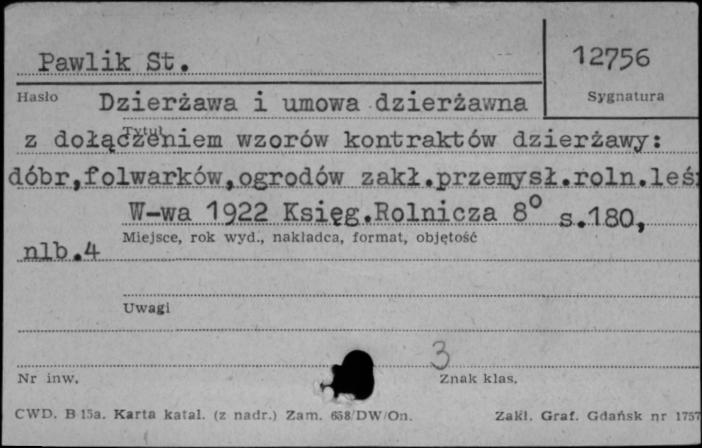 Pawlik St.
12756
Hasło
Sygnatura
Dzierżawa i umowa dzierżawna
Tytuł
z dołączeniem wzorów kontraktów dzierżawy:
dóbr,folwarków,ogrodów zakł.przemysł.roln.leś
W-wa 1922 Księg.Rolnicza 8° s.180,
Miejsce, rok wyd., nakładca, format, objętość
nlb.4
Uwagi
3
Nr inw.
Znak klas.
CWD. B 15a. Karta katal. (z nadr.) Zam. 658/DW/On.
Zakł. Graf. Gdańsk nr 1757